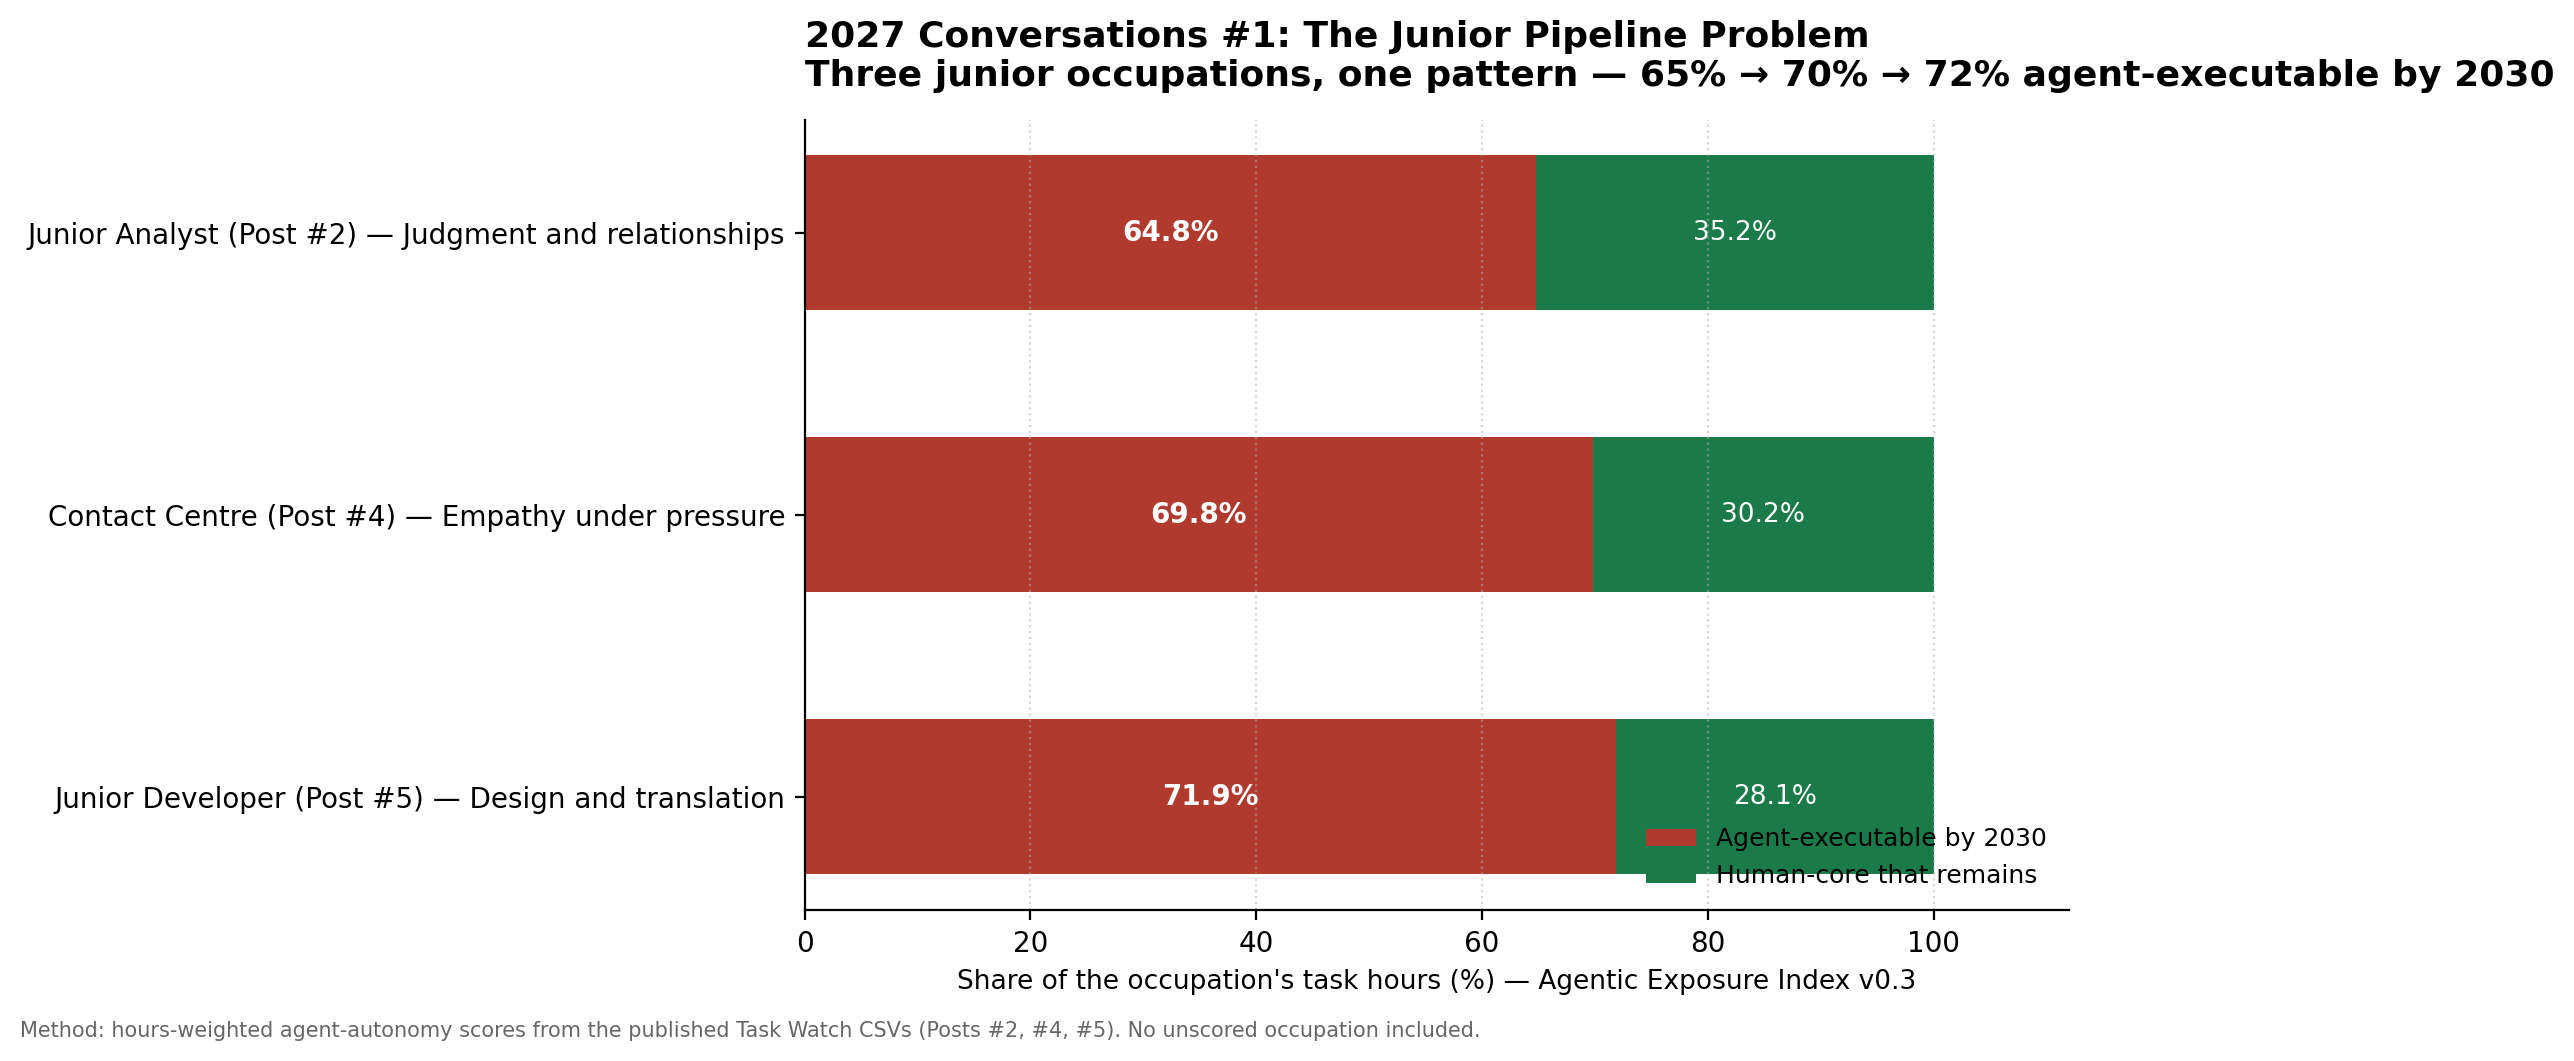 2027 Conversations #1: The Junior Pipeline Problem
Three junior occupations, one pattern — 65% → 70% → 72% agent-executable by 2030
Junior Analyst (Post #2) — Judgment and relationships
64.8%
35.2%
Contact Centre (Post #4) — Empathy under pressure
69.8%
30.2%
Junior Developer (Post #5) — Design and translation
71.9%
28.1%
Agent-executable by 2030
Human-core that remains
0 20 40 60 80 100
Share of the occupation's task hours (%) — Agentic Exposure Index v0.3
Method: hours-weighted agent-autonomy scores from the published Task Watch CSVs (Posts #2, #4, #5). No unscored occupation included.